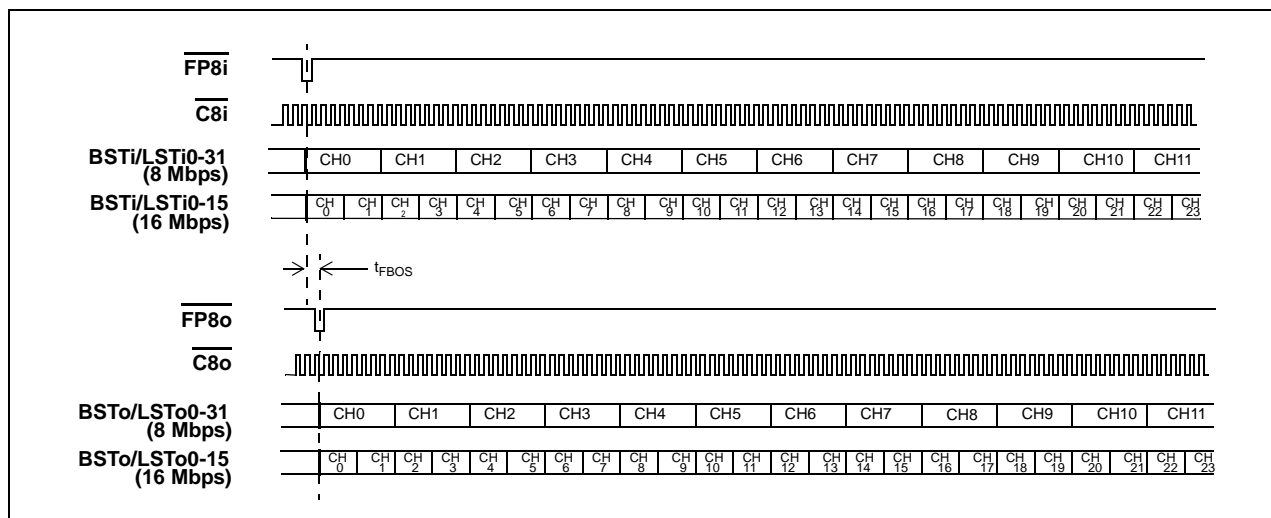 FP8i
C8i
BSTi/LSTi0-31
(8 Mbps)
CH0 CH1 CH2 CH3 CH4 CH5 CH6 CH7 CH8 CH9 CH10 CH11
BSTi/LSTi0-15
(16 Mbps)
CH CH CH CH CH CH CH CH CH CH CH CH CH CH CH CH CH CH CH CH CH CH CH CH
0 1 2 3 4 5 6 7 8 9 10 11 12 13 14 15 16 17 18 19 20 21 22 23
tFBOS
FP8o
C8o
BSTo/LSTo0-31
(8 Mbps)
CH0 CH1 CH2 CH3 CH4 CH5 CH6 CH7 CH8 CH9 CH10 CH11
BSTo/LSTo0-15
(16 Mbps)
CH CH CH CH CH CH CH CH CH CH CH CH CH CH CH CH CH CH CH CH CH CH CH CH
0 1 2 3 4 5 6 7 8 9 10 11 12 13 14 15 16 17 18 19 20 21 22 23